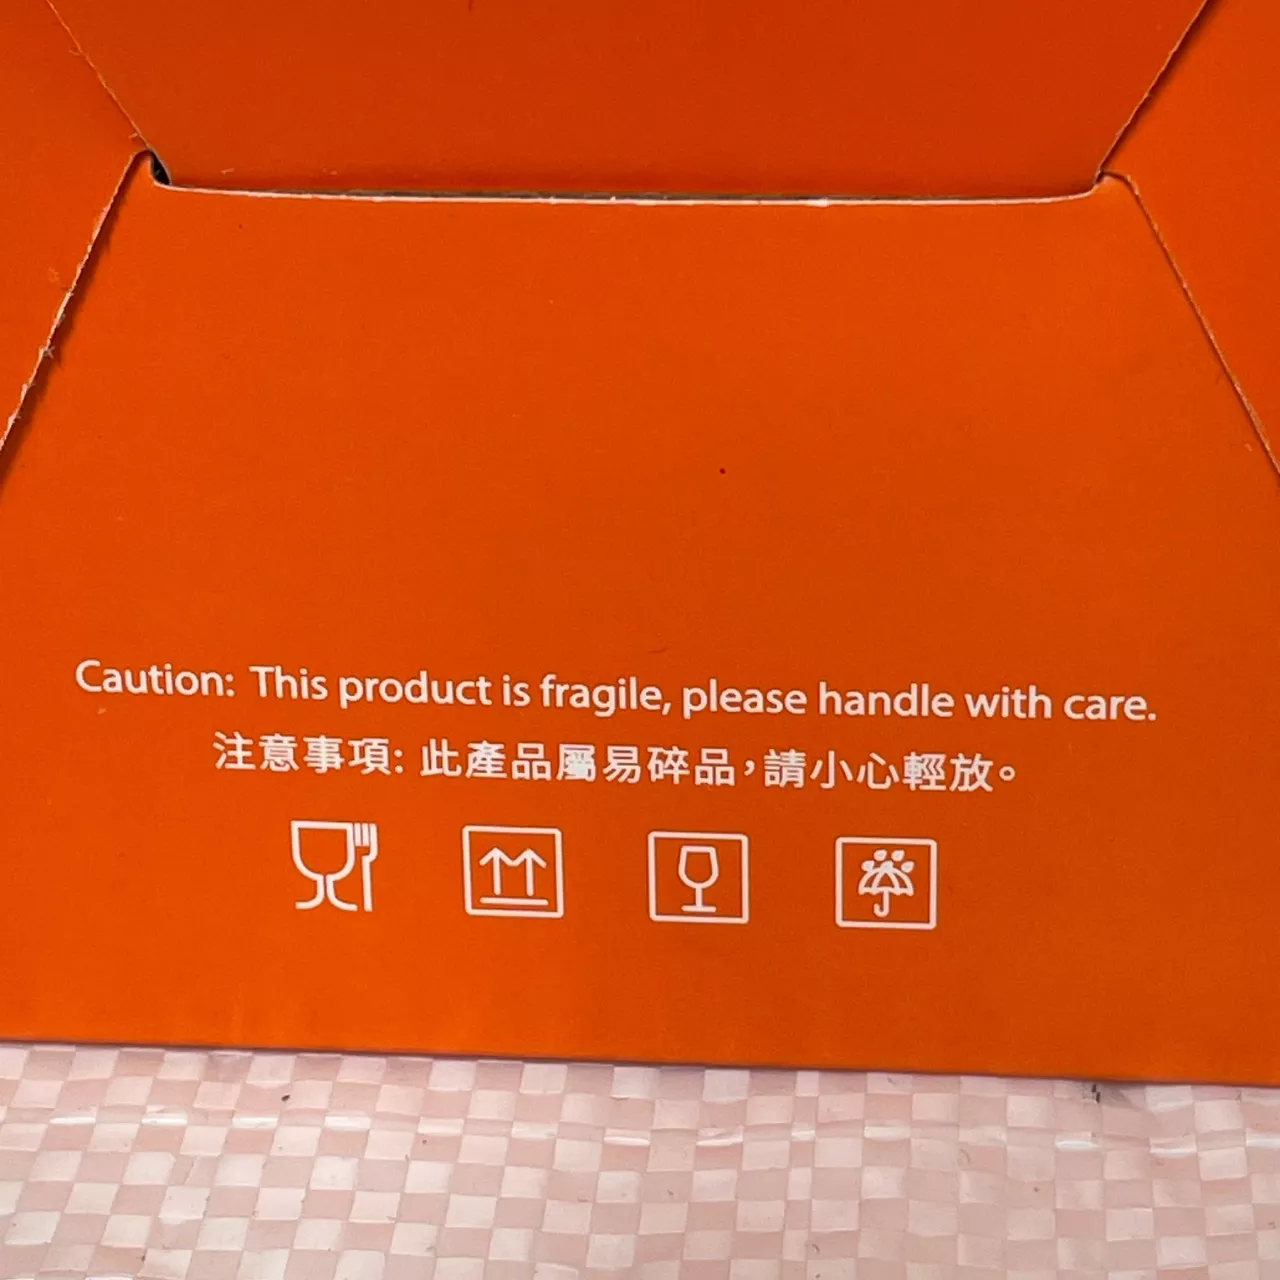 Caution: This product is fragile, please handle with care.
注意事項: 此產品屬易碎品，請小心輕放。